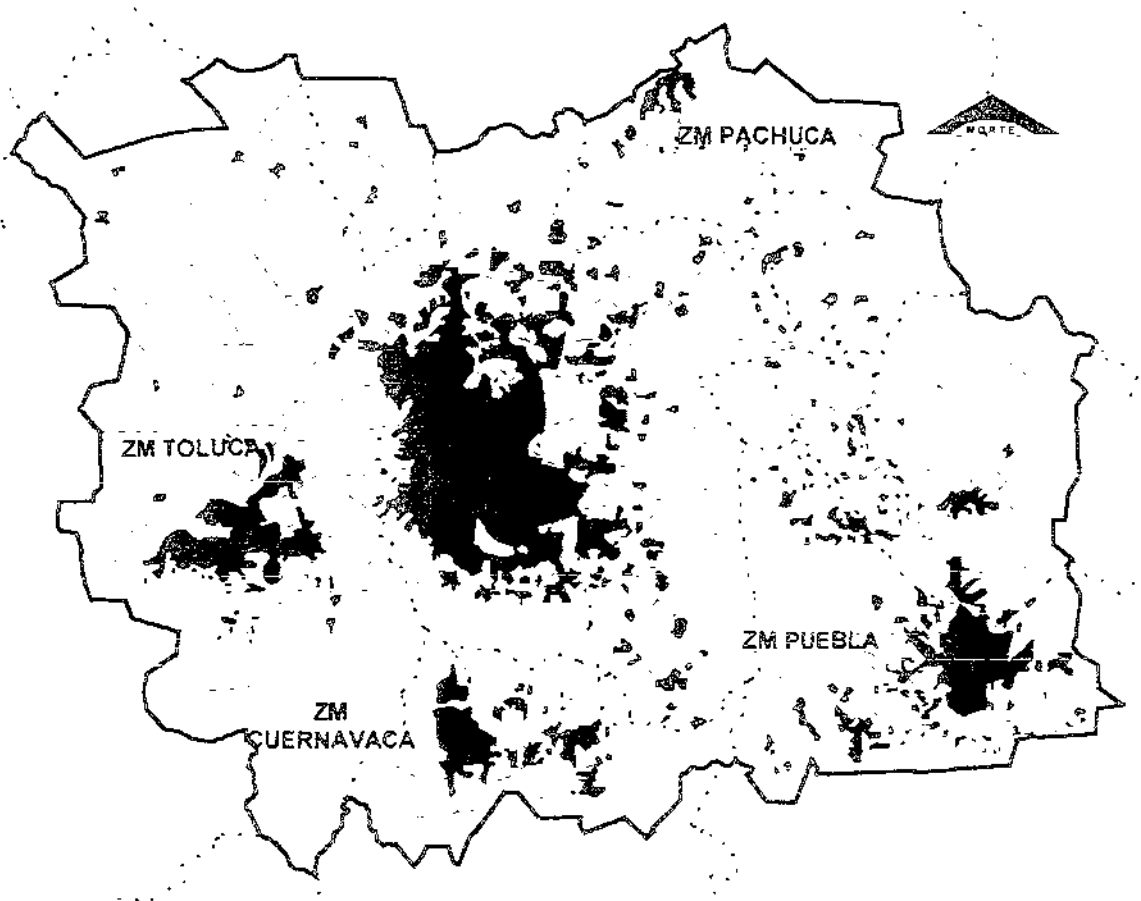 ZM PACHUCA
NORTE
ZM TOLUCA
ZM PUEBLA
ZM
CUERNAVACA